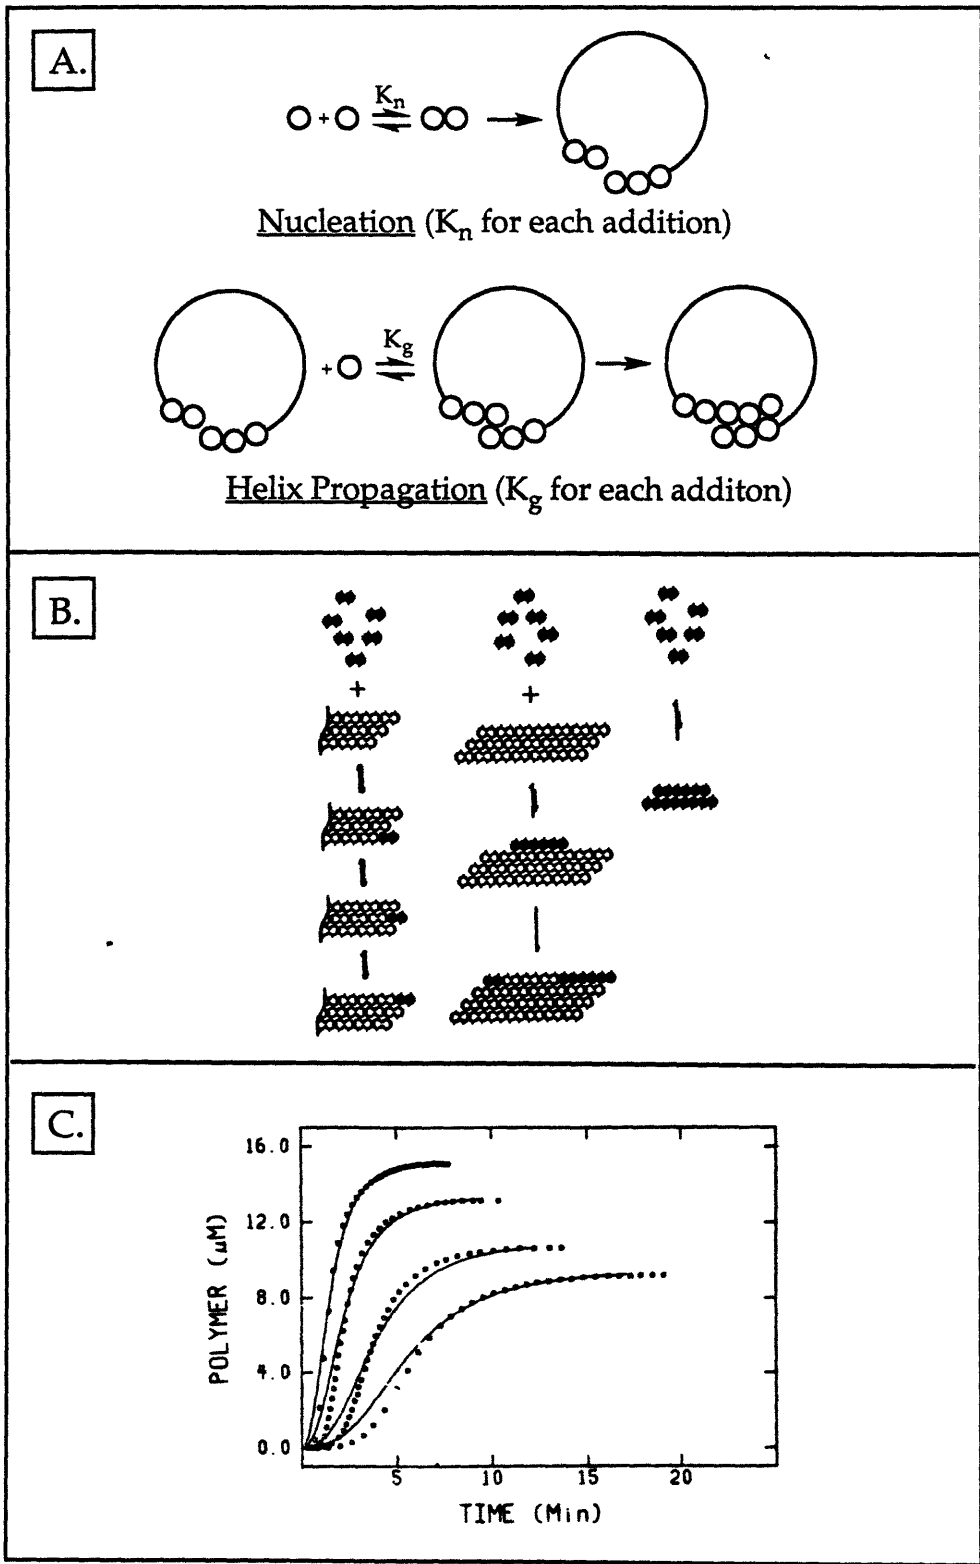 A.
Kn
+ +
Nucleation (Kn for each addition)
Kg
+
Helix Propagation (Kg for each additon)
B.
+ +
C.
POLYMER (µM)
16.0
12.0
8.0
4.0
0.0
5 10 15 20
TIME (Min)